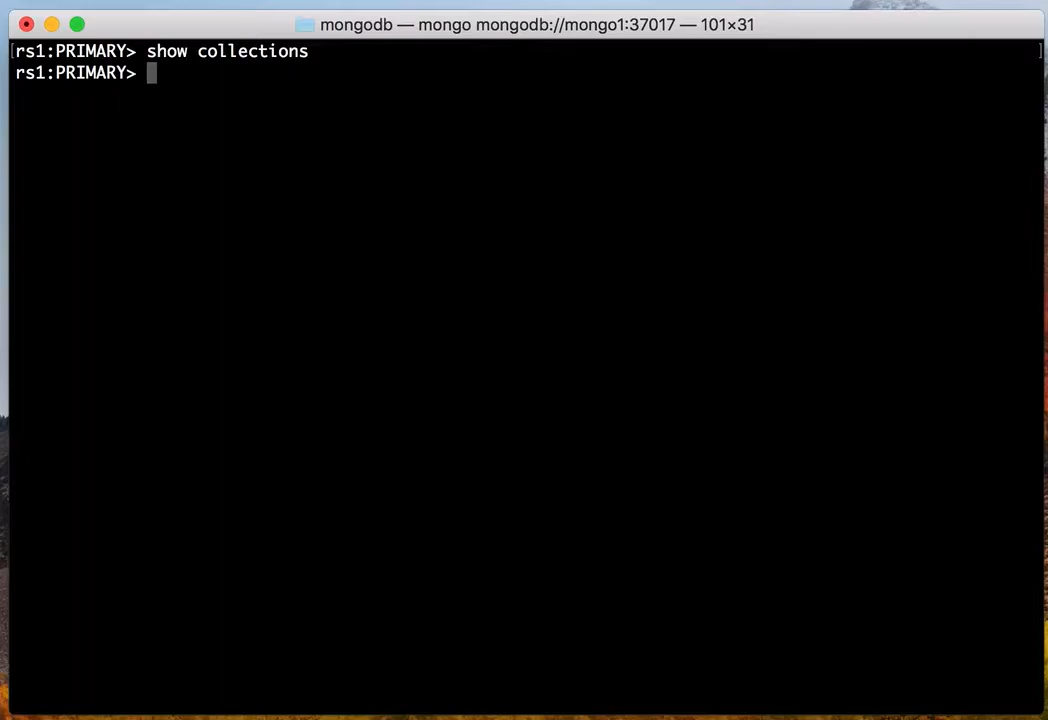 mongodb — mongo mongodb://mongo1:37017 — 101×31
[rs1:PRIMARY> show collections ]
rs1:PRIMARY>